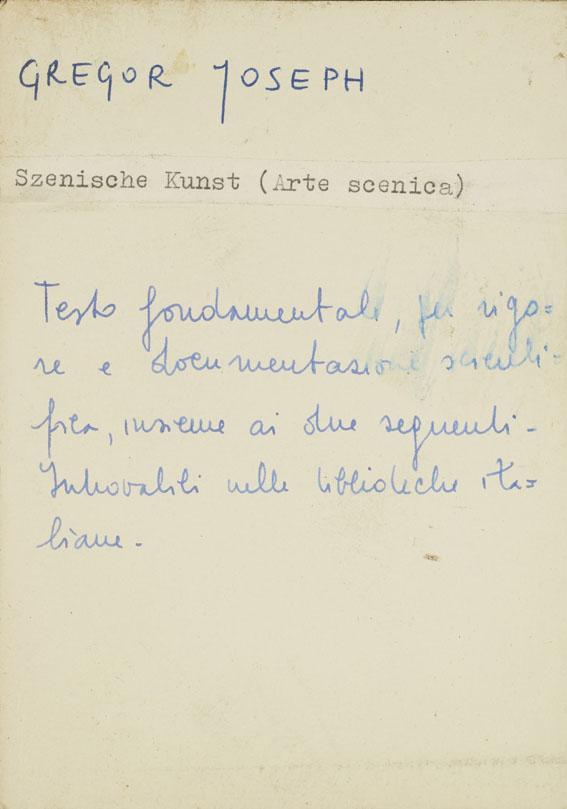 GREGOR JOSEPH
Szenische Kunst (Arte scenica)
Testo fondamentale, per rigo=
re e documentazione scienti-
fica, insieme ai due seguenti -
Introvabili nelle biblioteche ita=
liane -